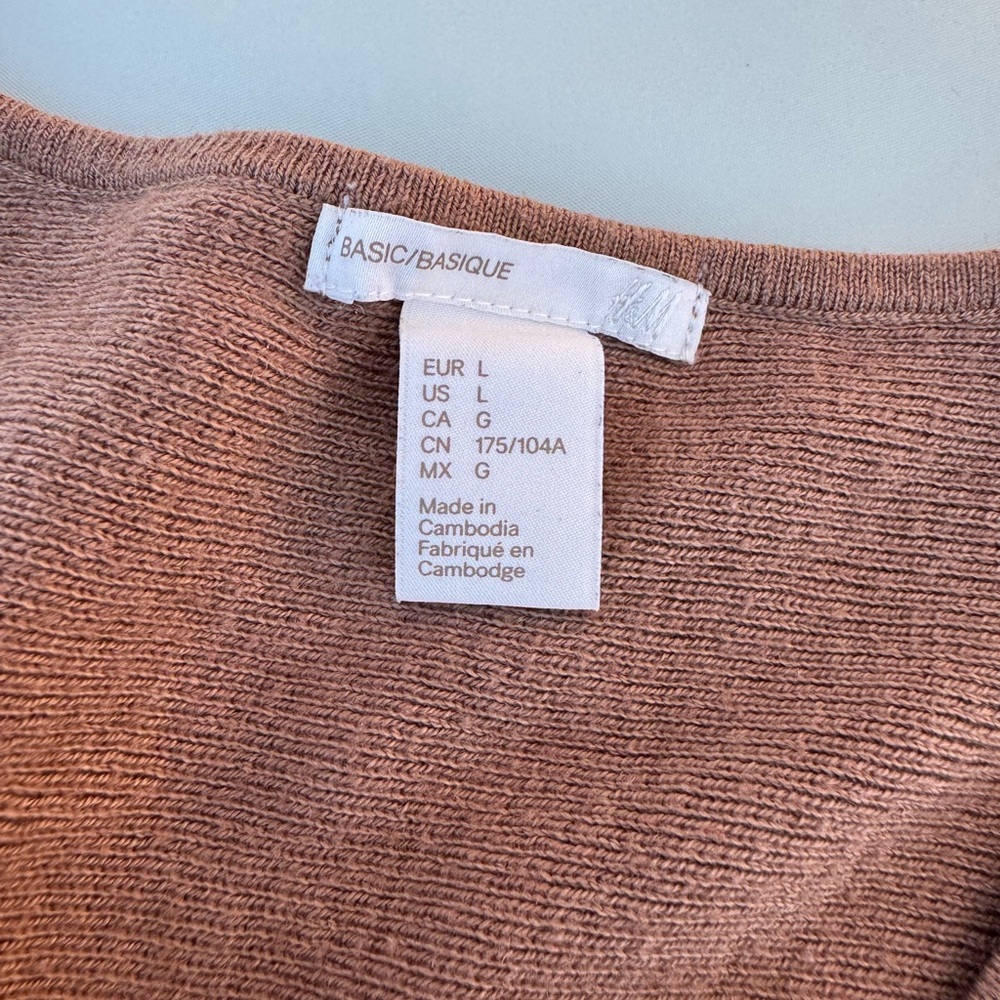 BASIC/BASIQUE
H&M
EUR L
US L
CA G
CN 175/104A
MX G
Made in
Cambodia
Fabriqué en
Cambodge